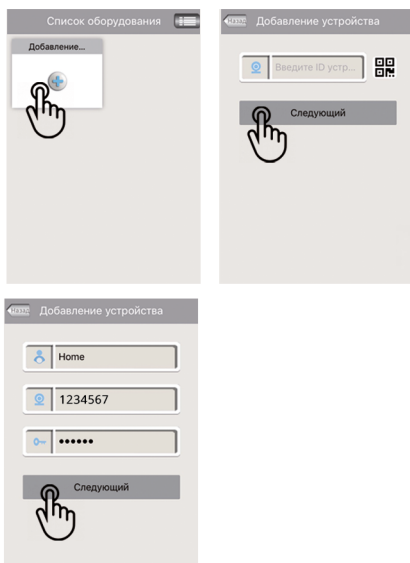 Список оборудования
Добавление...
Добавление устройства
Введите ID устр...
Следующий
Добавление устройства
Home
1234567
••••••
Следующий